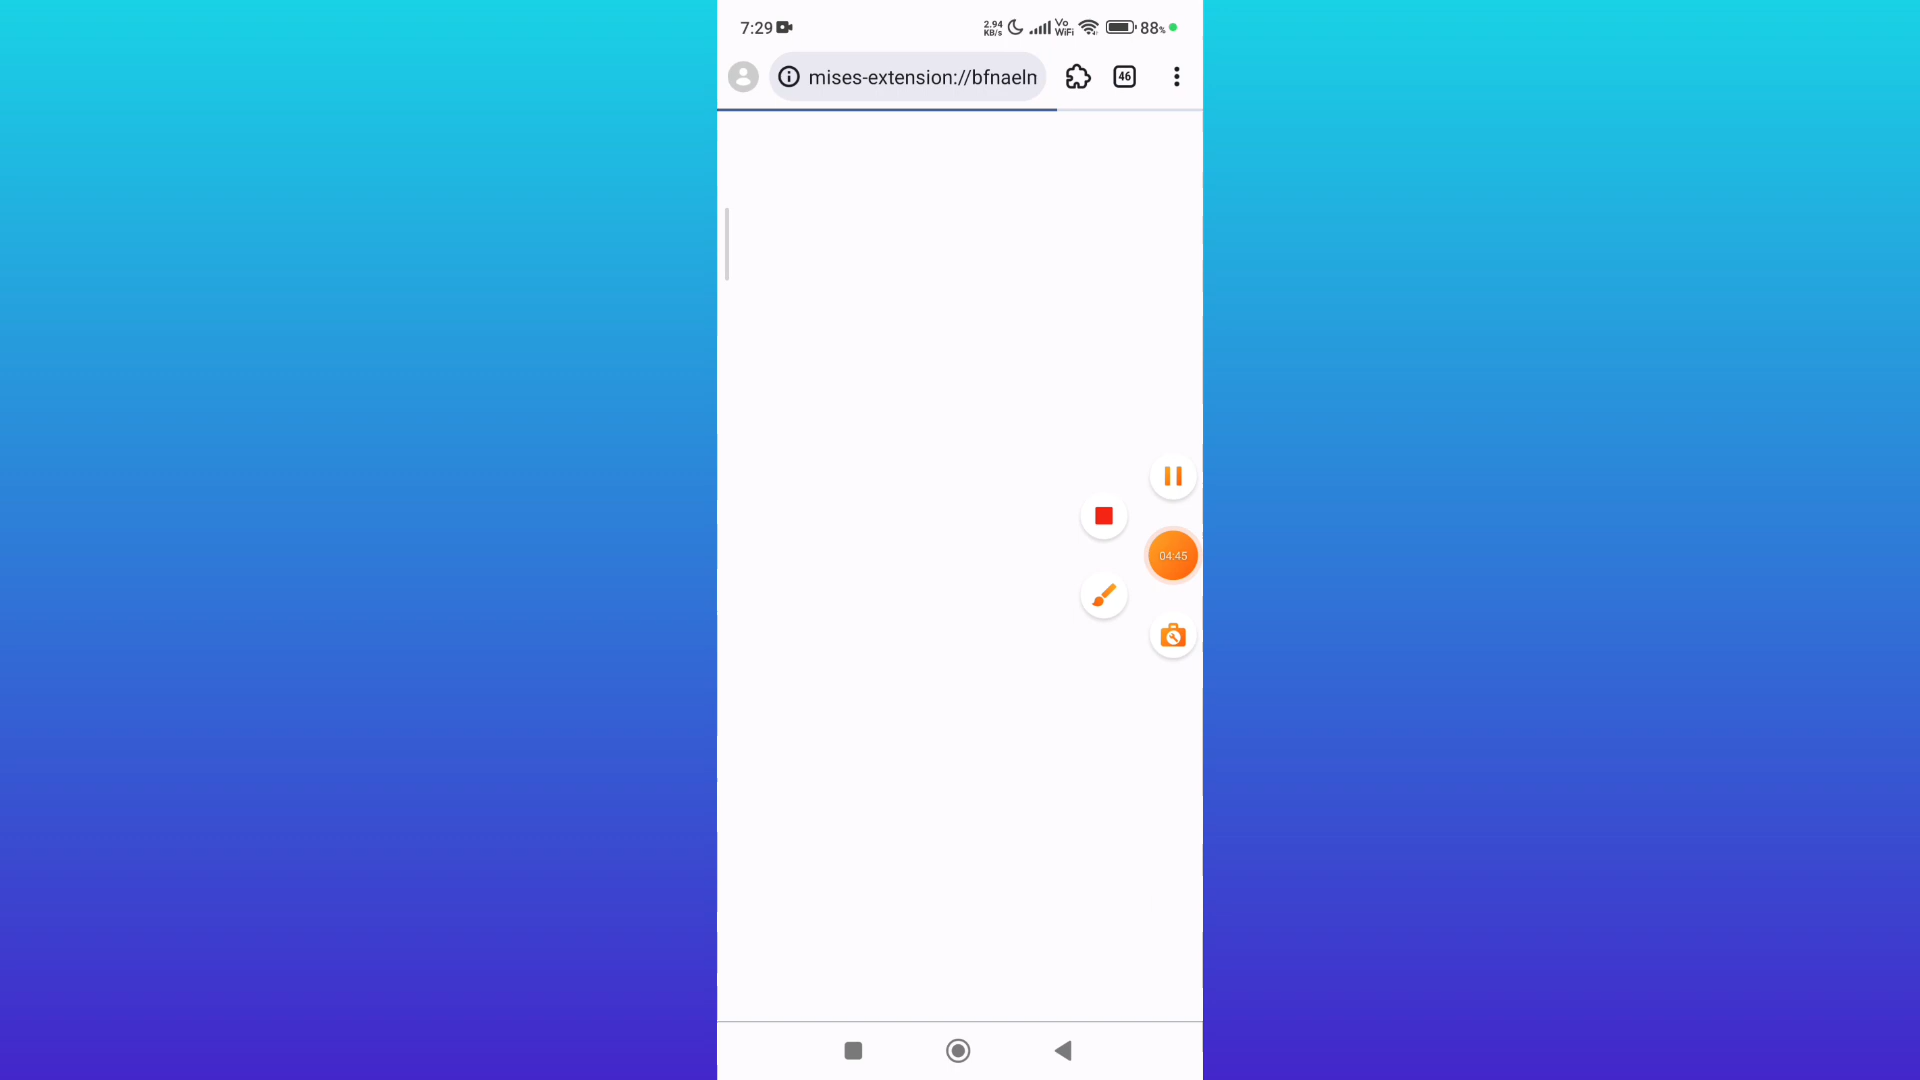 7:29
2.94 KB/s
Vo WiFi
88%
mises-extension://bfnaeln
46
04:45